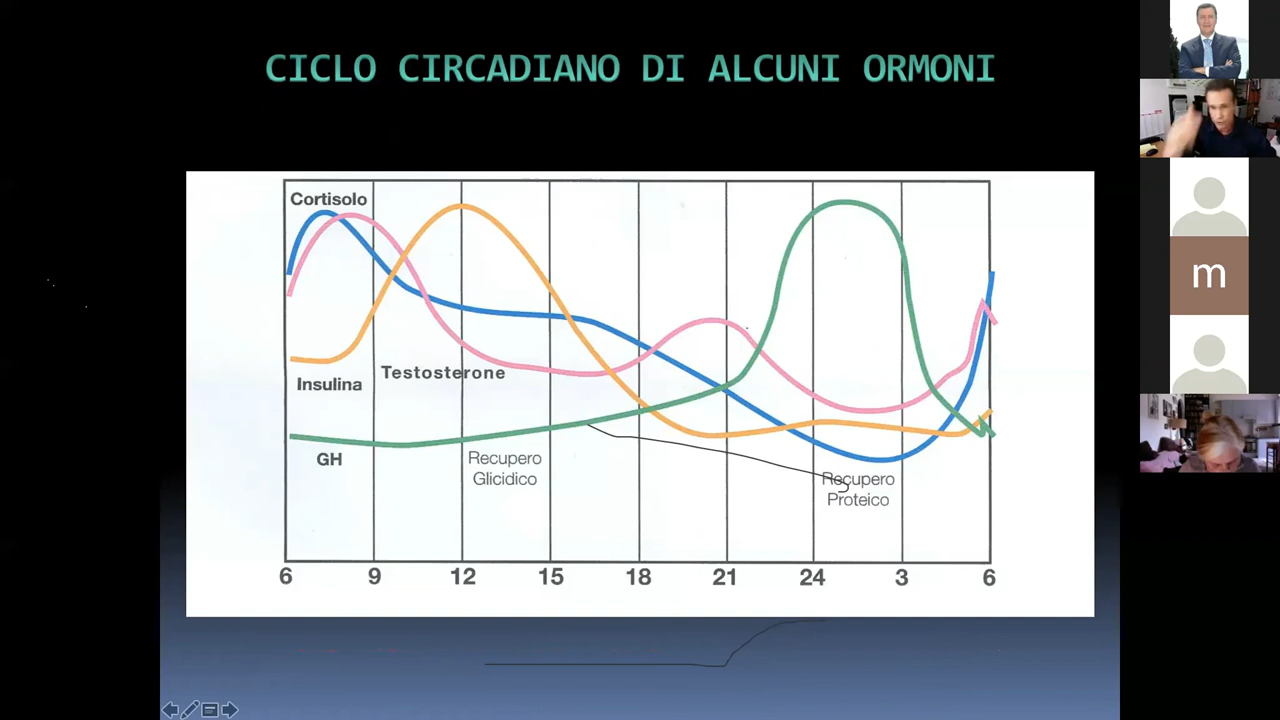 CICLO CIRCADIANO DI ALCUNI ORMONI
Cortisolo
Insulina
Testosterone
GH
Recupero
Glicidico
Recupero
Proteico
6 9 12 15 18 21 24 3 6
m